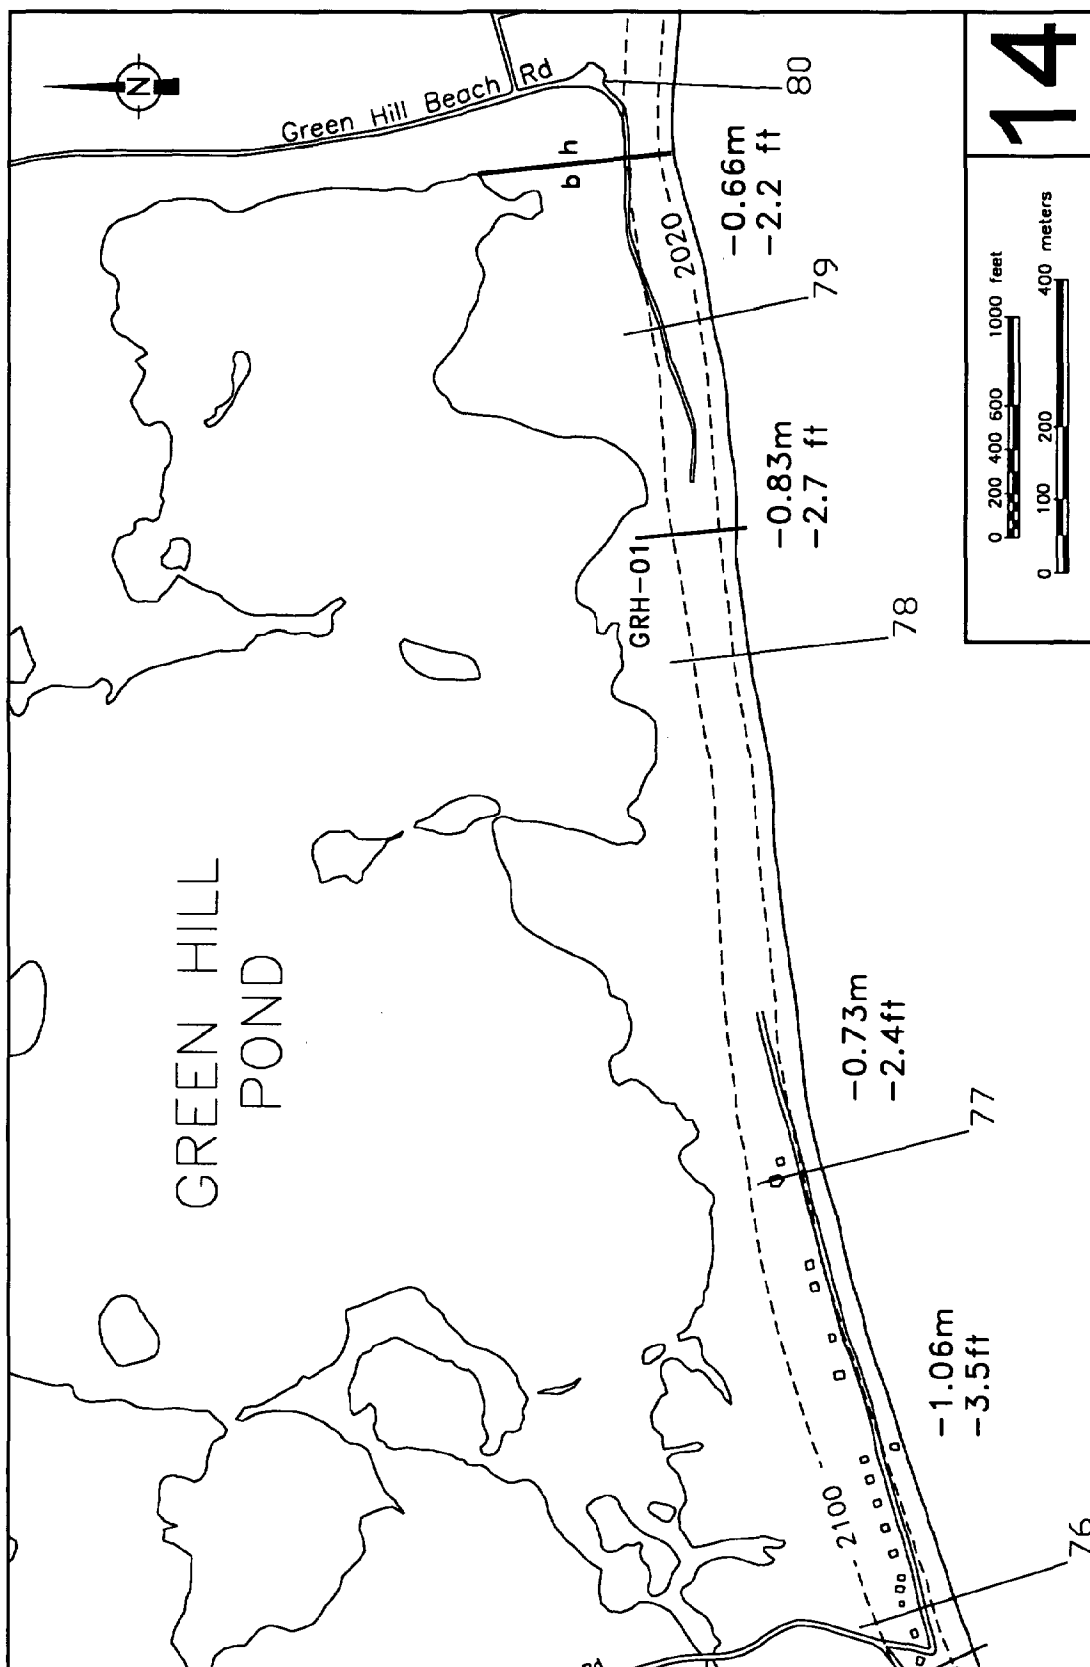 14
N
Green Hill Beach Rd
80
b h
-0.66m
-2.2 ft
2020
79
0 200 400 600 1000 feet
0 100 200 400 meters
-0.83m
-2.7 ft
GRH-01
78
GREEN HILL
POND
-0.73m
-2.4ft
77
-1.06m
-3.5ft
2100
76